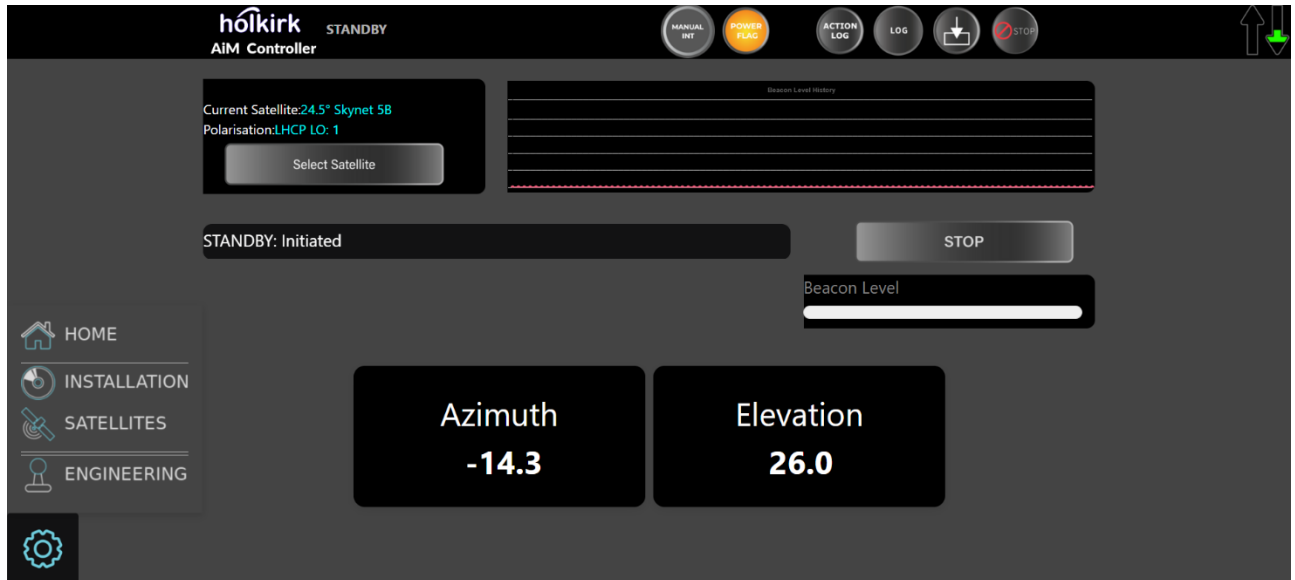 hólkirk
AiM Controller
STANDBY
MANUAL
INT
POWER
FLAG
ACTION
LOG
LOG
STOP
Current Satellite:24.5° Skynet 5B
Polarisation:LHCP LO: 1
Select Satellite
Beacon Level History
STANDBY: Initiated
STOP
Beacon Level
HOME
INSTALLATION
SATELLITES
ENGINEERING
Azimuth
-14.3
Elevation
26.0